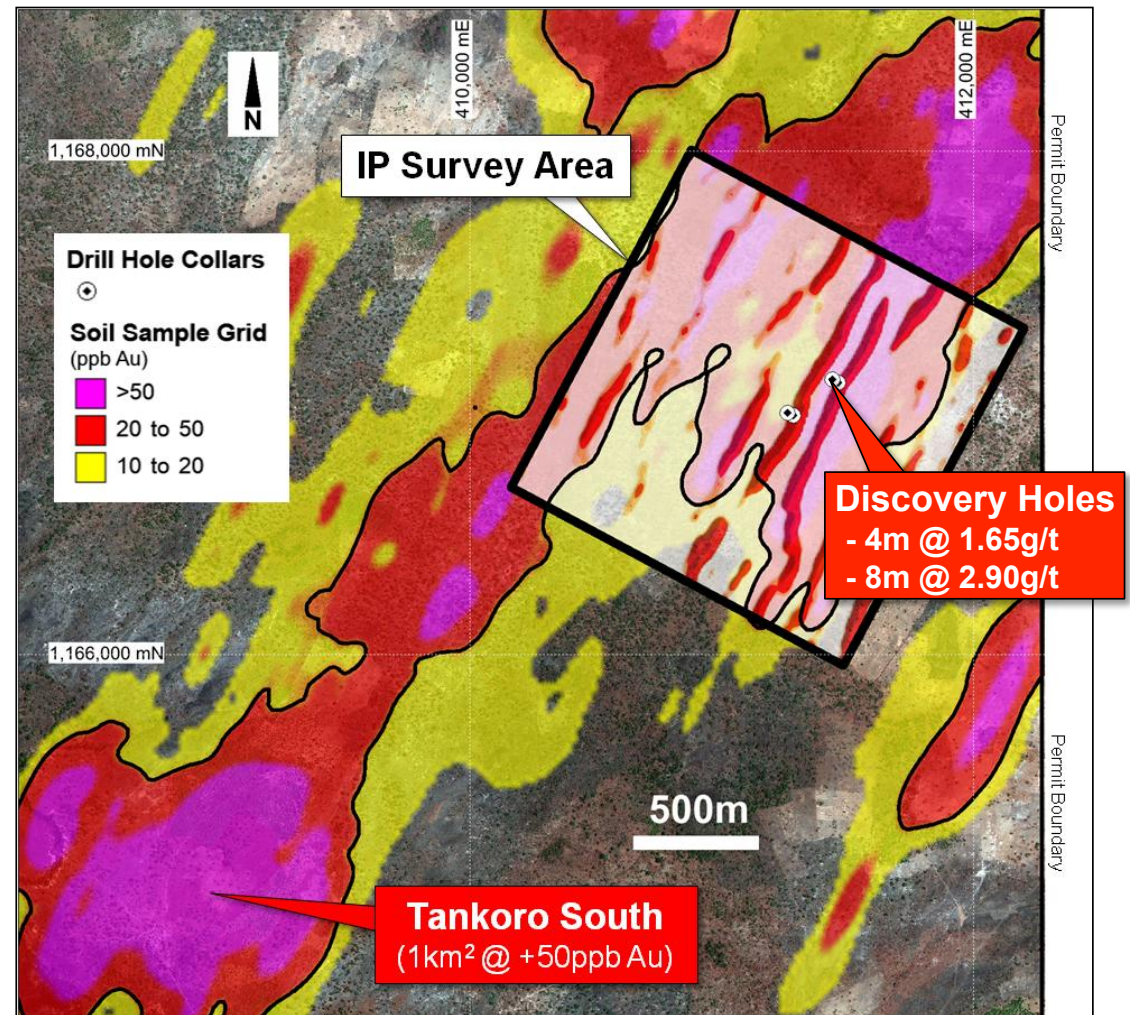 410,000 mE
412,000 mE
N
1,168,000 mN
IP Survey Area
Permit Boundary
Drill Hole Collars
Soil Sample Grid
(ppb Au)
>50
20 to 50
10 to 20
Discovery Holes
- 4m @ 1.65g/t
- 8m @ 2.90g/t
1,166,000 mN
Permit Boundary
500m
Tankoro South
(1km² @ +50ppb Au)